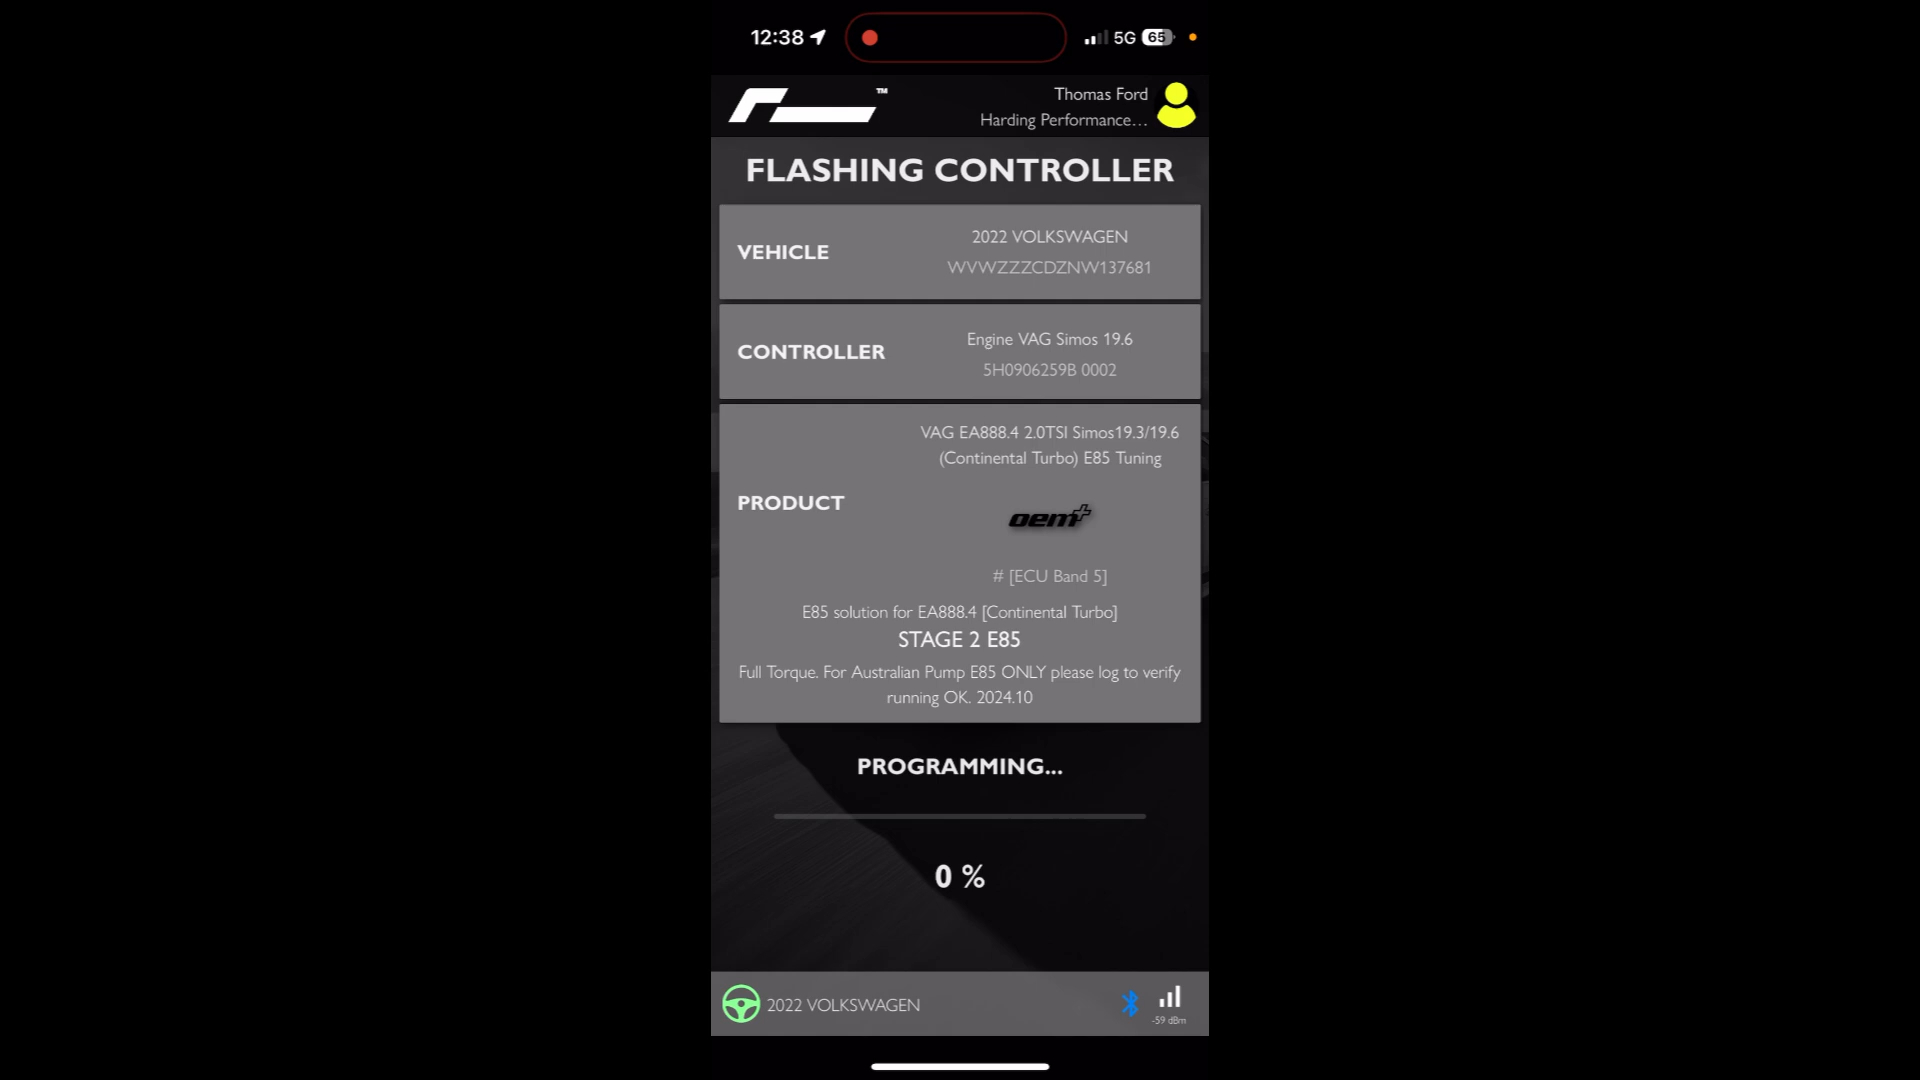 12:38
5G 65
TM
Thomas Ford
Harding Performance...
FLASHING CONTROLLER
VEHICLE
2022 VOLKSWAGEN
WVWZZZCDZNW137681
CONTROLLER
Engine VAG Simos 19.6
5H0906259B 0002
PRODUCT
VAG EA888.4 2.0TSI Simos19.3/19.6
(Continental Turbo) E85 Tuning
oem+
# [ECU Band 5]
E85 solution for EA888.4 [Continental Turbo]
STAGE 2 E85
Full Torque. For Australian Pump E85 ONLY please log to verify
running OK. 2024.10
PROGRAMMING...
0 %
2022 VOLKSWAGEN
-59 dBm